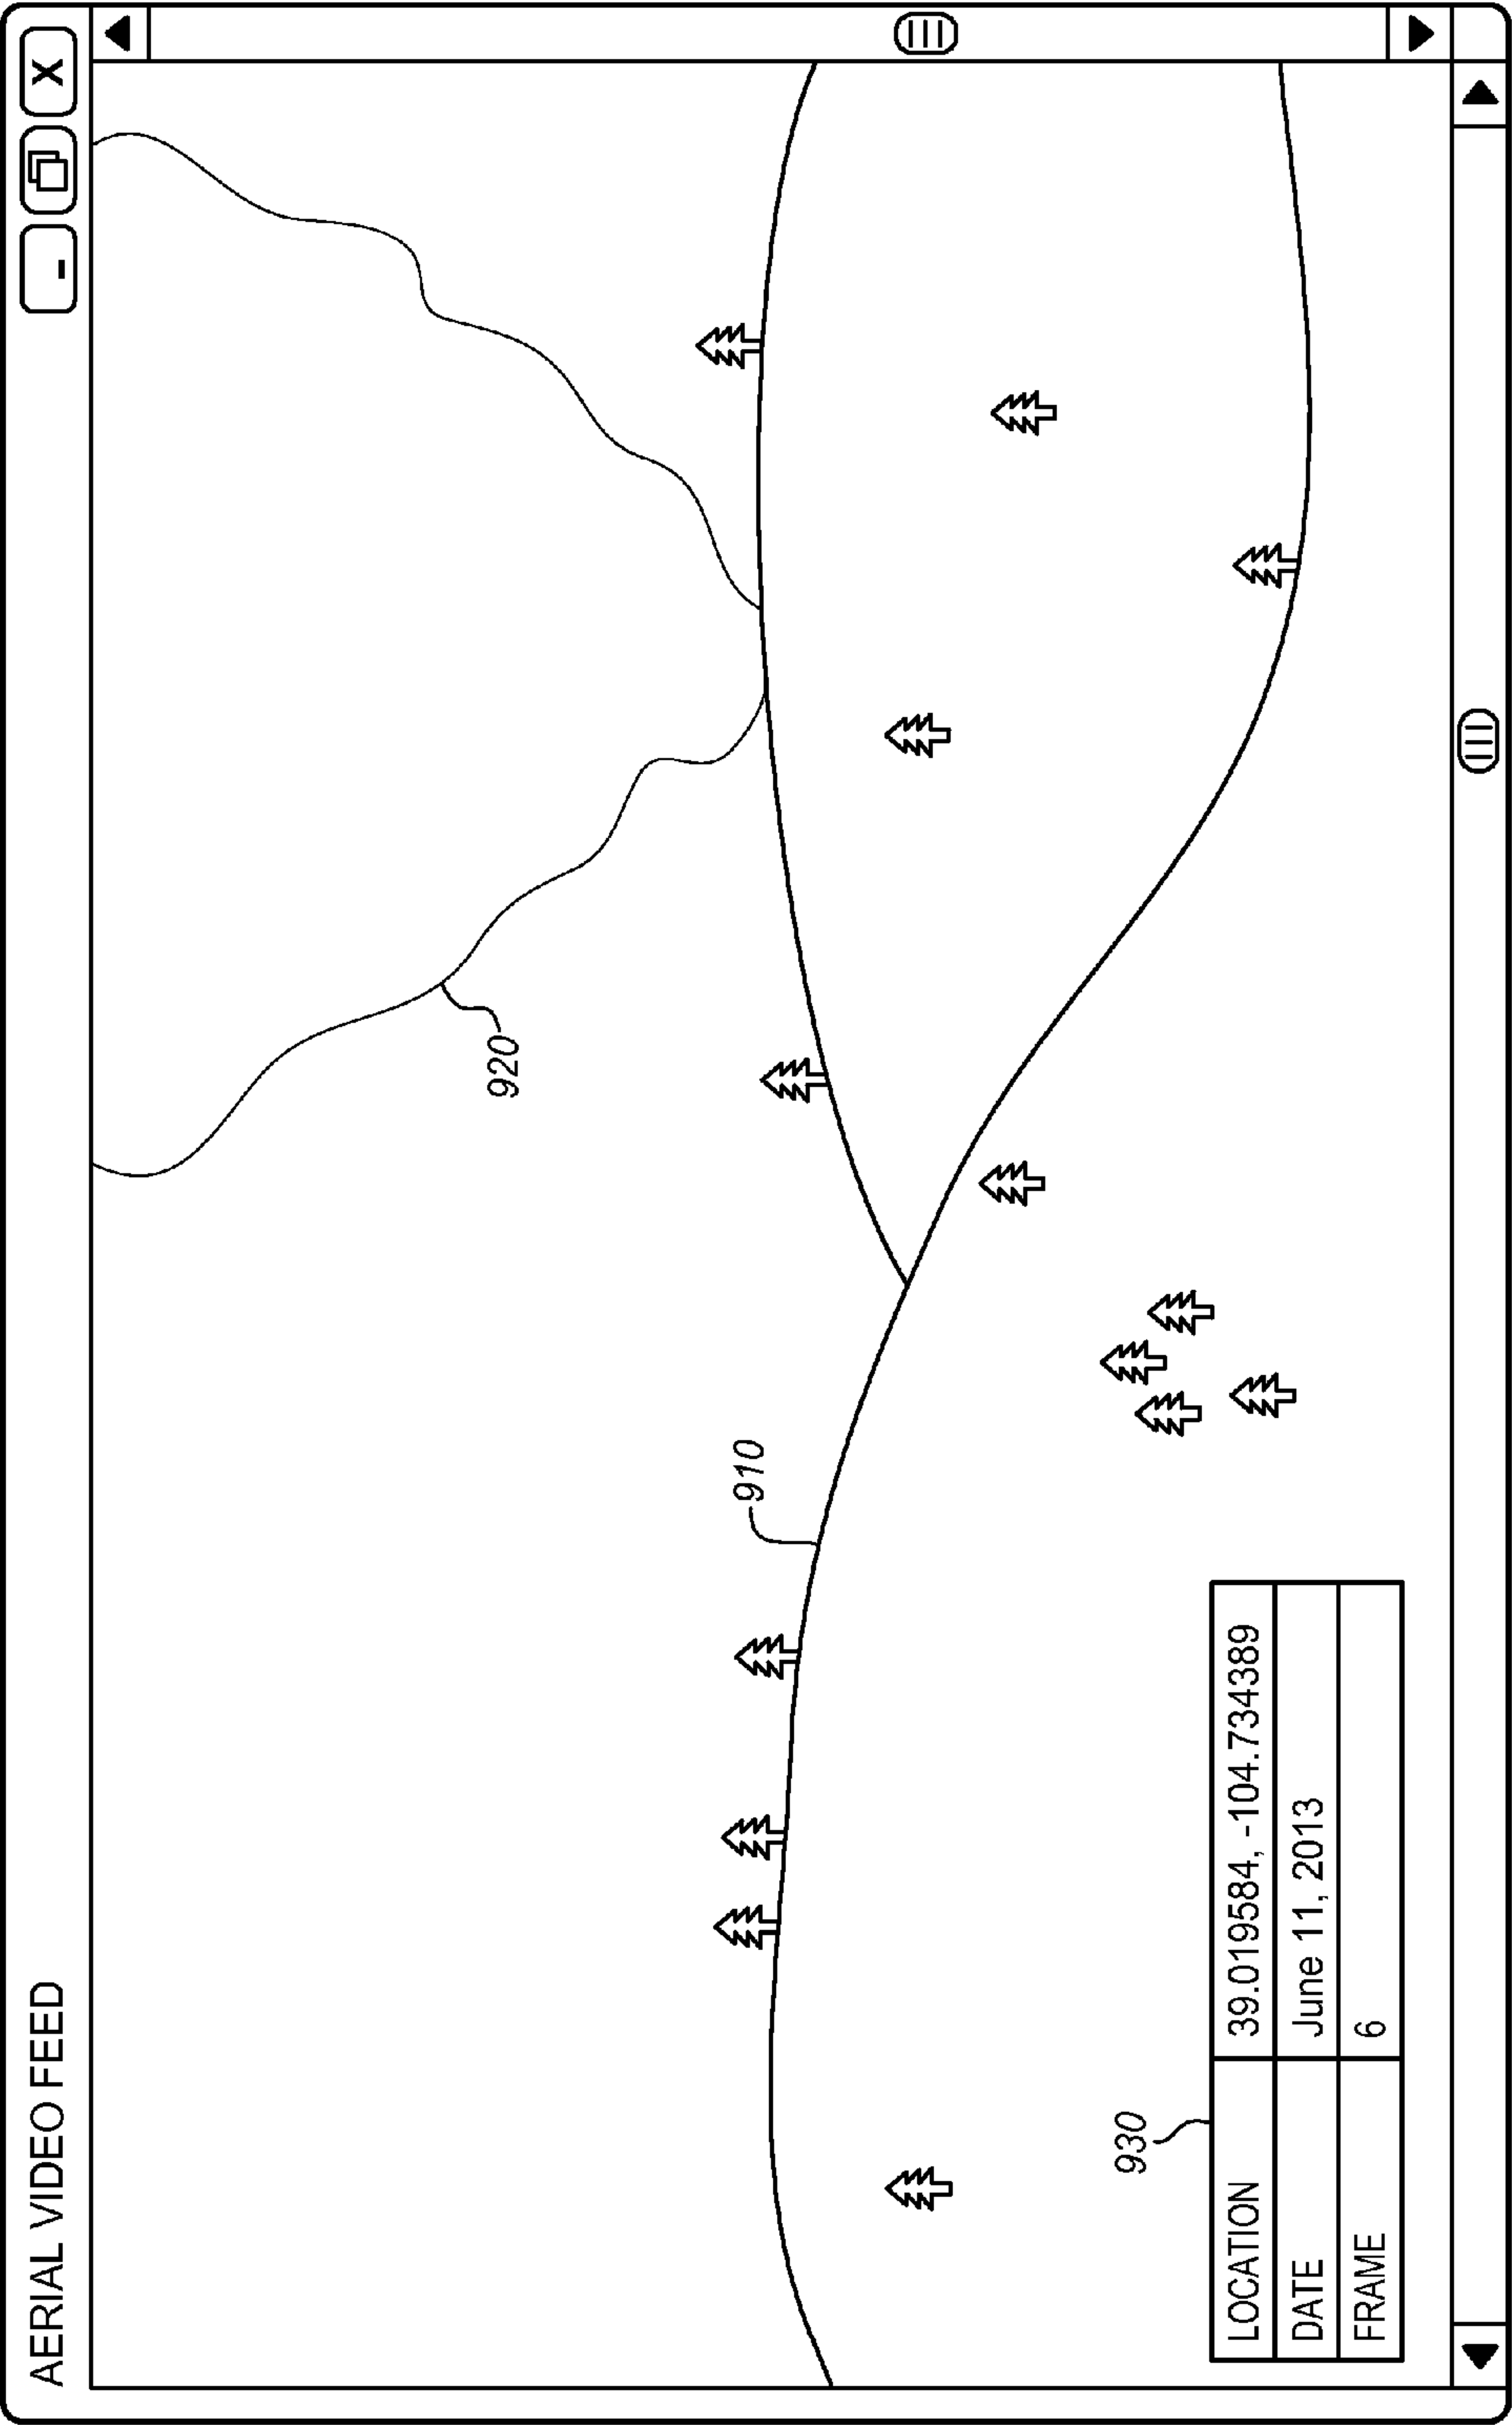 AERIAL VIDEO FEED
- X
920
910
930
LOCATION 39.019584, -104.734389
DATE June 11, 2013
FRAME 6